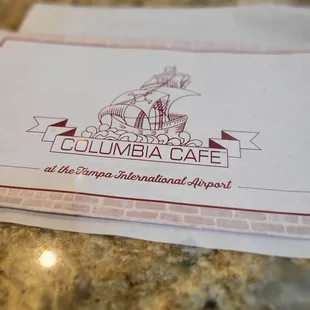 COLUMBIA CAFE
at the Tampa International Airport